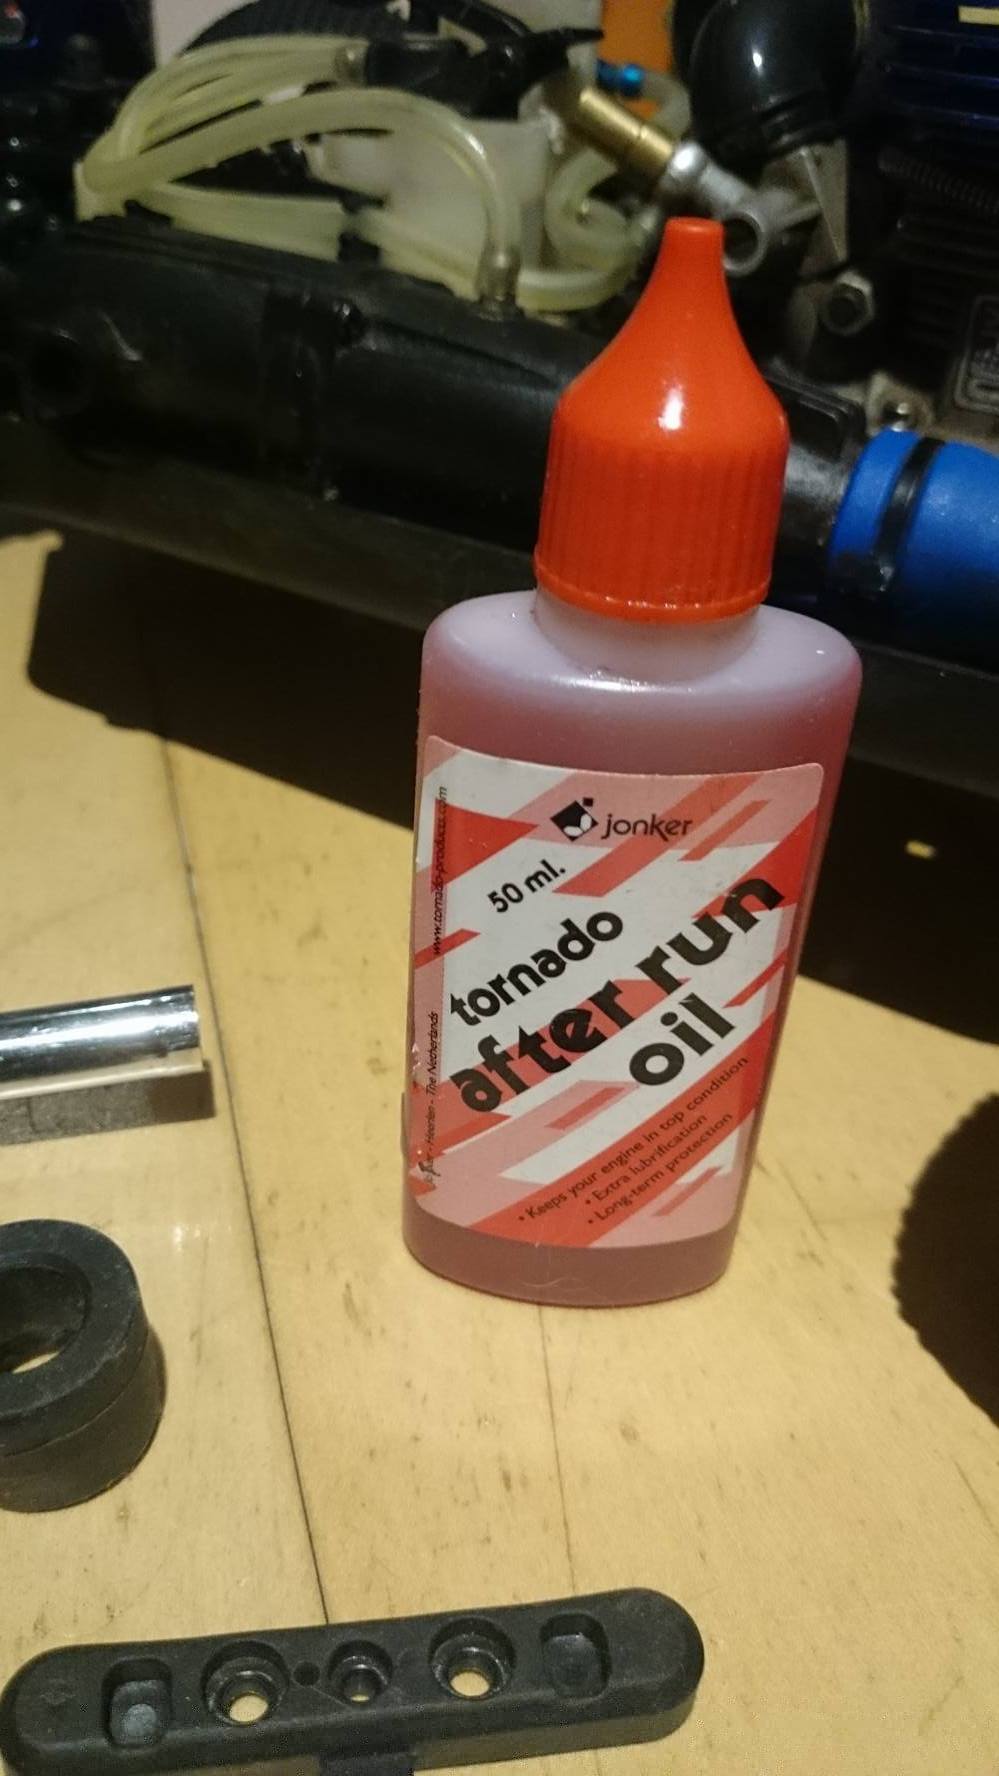 jonker
50 ml.
tornado
after run
oil
• Keeps your engine in top condition
• Extra lubrification
• Long-term protection
www.tornado-products.com
Heerlen - The Netherlands